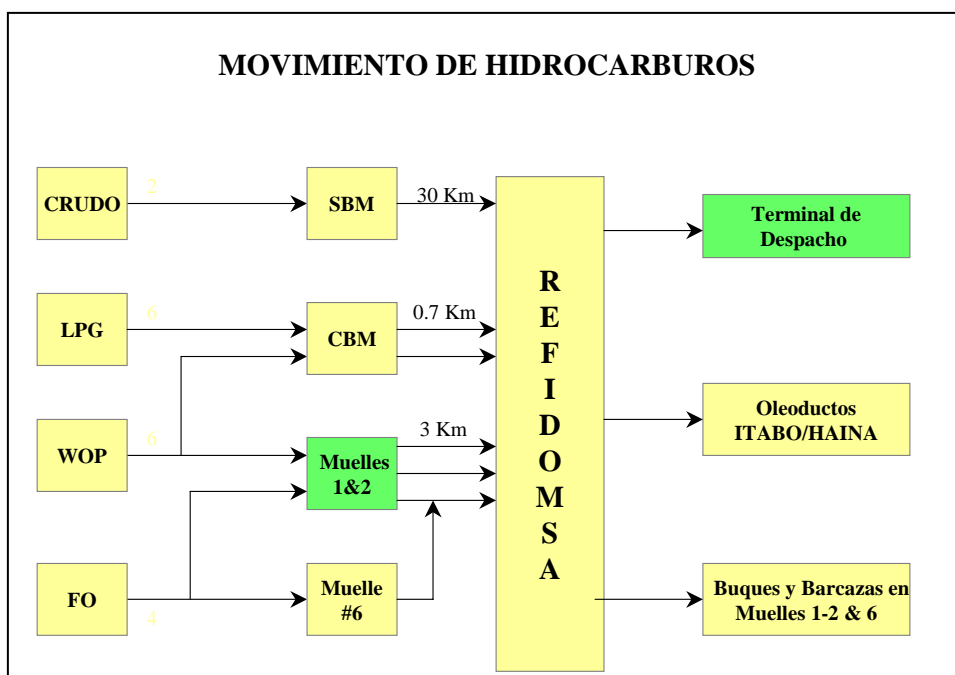 MOVIMIENTO DE HIDROCARBUROS
CRUDO
2
SBM
30 Km
Terminal de
Despacho
LPG
6
CBM
0.7 Km
WOP
6
Muelles
1&2
3 Km
Oleoductos
ITABO/HAINA
FO
4
Muelle
#6
R
E
F
I
D
O
M
S
A
Buques y Barcazas en
Muelles 1-2 & 6